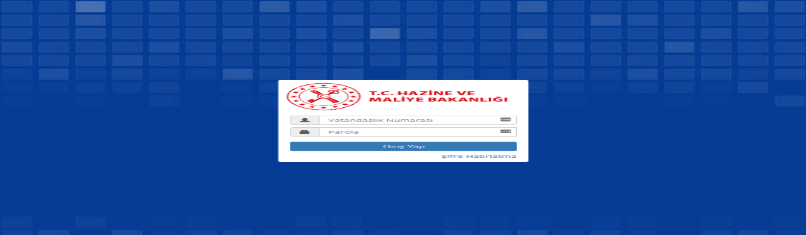 T.C. HAZİNE VE
MALİYE BAKANLIĞI
Vatandaşlık Numarası
Parola
Giriş Yap
Şifre Hatırlatma